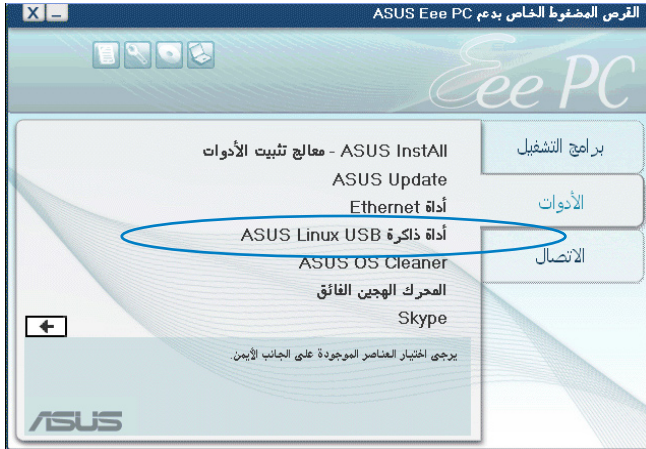 القرص المضغوط الخاص بدعم ASUS Eee PC
X
Eee PC
برامج التشغيل
الأدوات
الاتصال
ASUS InstAll - معالج تثبيت الأدوات
ASUS Update
أداة Ethernet
أداة ذاكرة ASUS Linux USB
ASUS OS Cleaner
المحرك الهجين الفائق
Skype
يرجى اختيار العناصر الموجودة على الجانب الأيمن.
ASUS